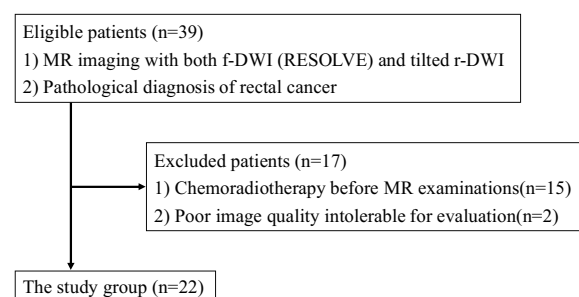 Eligible patients (n=39)
1) MR imaging with both f-DWI (RESOLVE) and tilted r-DWI
2) Pathological diagnosis of rectal cancer
Excluded patients (n=17)
1) Chemoradiotherapy before MR examinations(n=15)
2) Poor image quality intolerable for evaluation(n=2)
The study group (n=22)